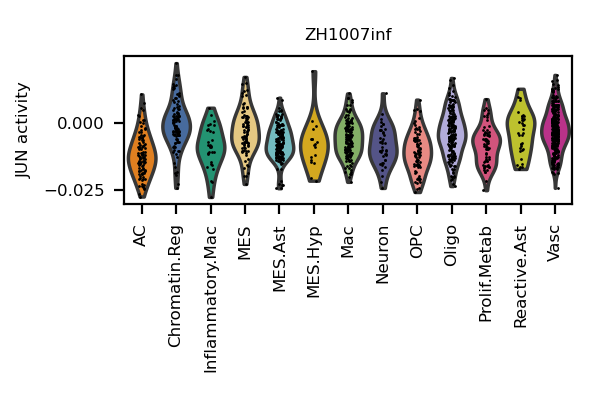 ZH1007inf
JUN activity
0.000
−0.025
AC
Chromatin.Reg
Inflammatory.Mac
MES
MES.Ast
MES.Hyp
Mac
Neuron
OPC
Oligo
Prolif.Metab
Reactive.Ast
Vasc